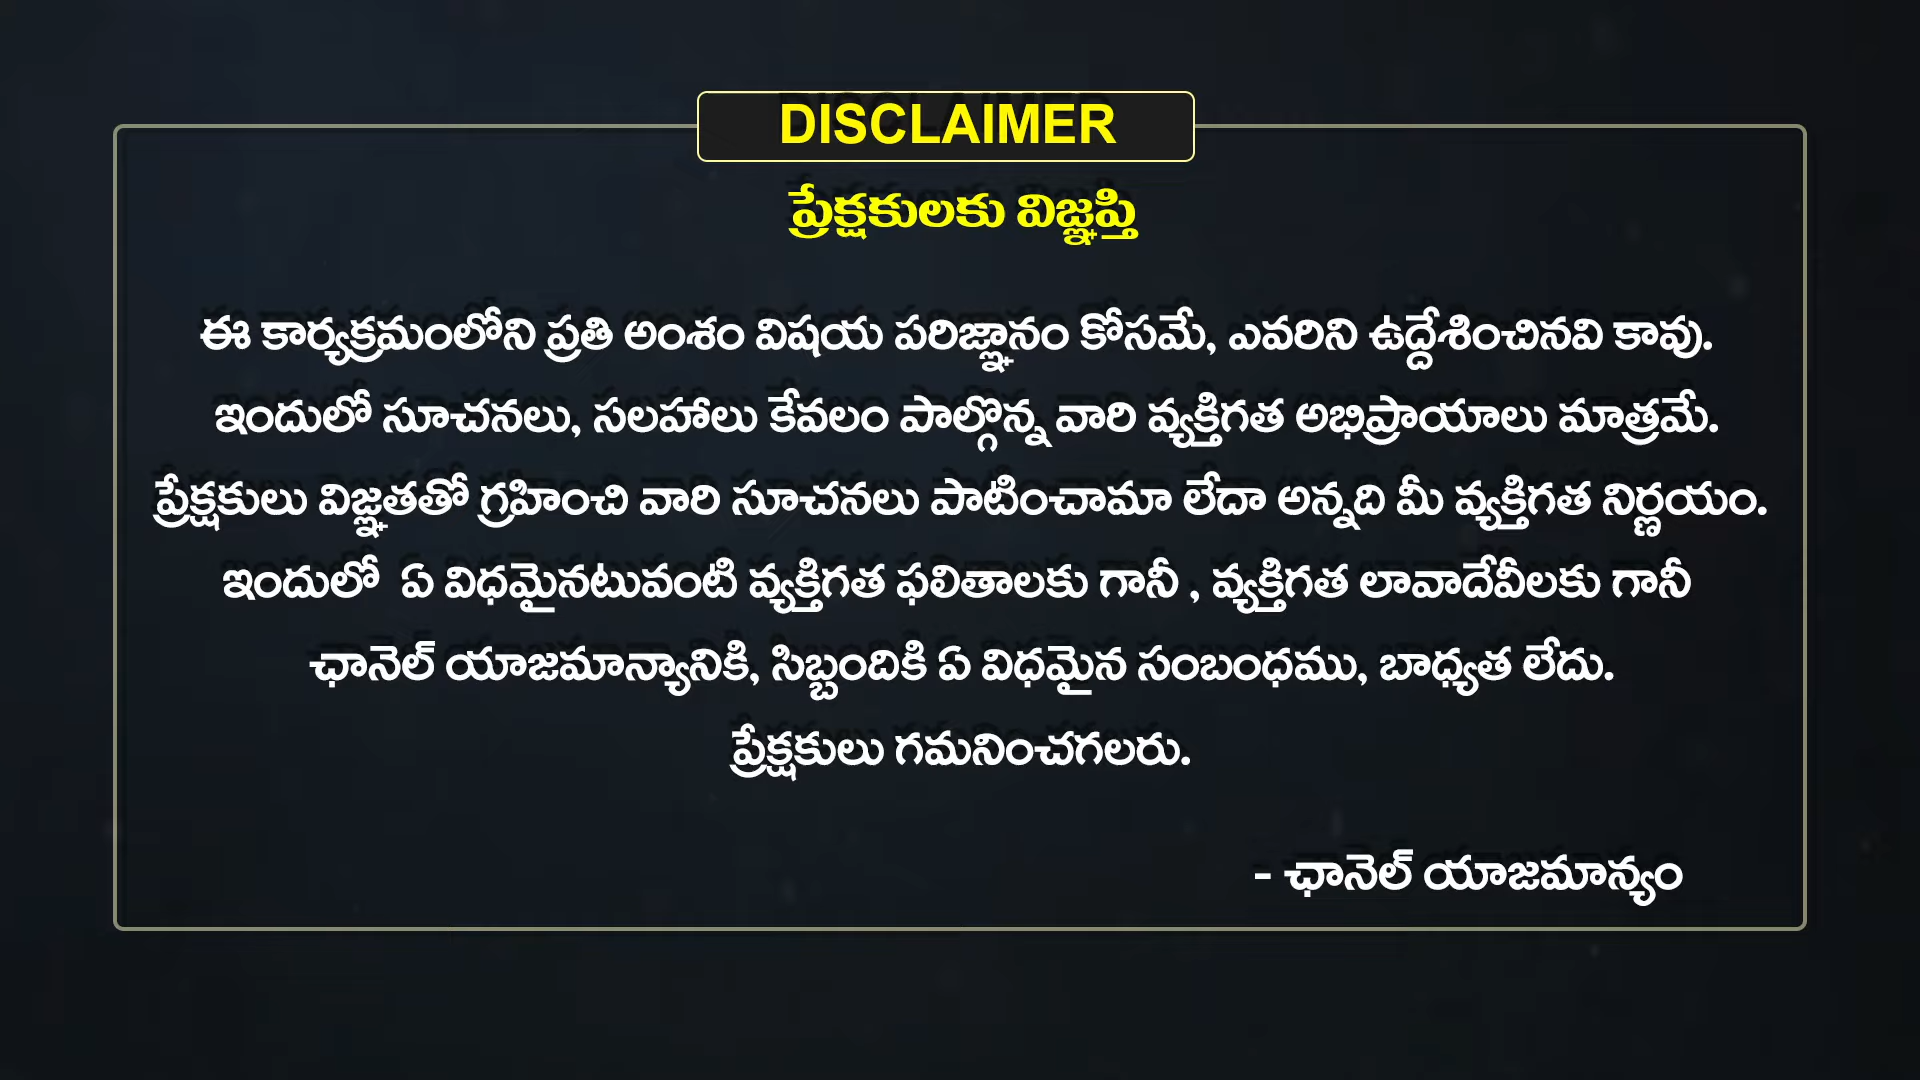 DISCLAIMER
ప్రేక్షకులకు విజ్ఞప్తి
ఈ కార్యక్రమంలోని ప్రతి అంశం విషయ పరిజ్ఞానం కోసమే, ఎవరిని ఉద్దేశించినవి కావు.
ఇందులో సూచనలు, సలహాలు కేవలం పాల్గొన్న వారి వ్యక్తిగత అభిప్రాయాలు మాత్రమే.
ప్రేక్షకులు విజ్ఞతతో గ్రహించి వారి సూచనలు పాటించామా లేదా అన్నది మీ వ్యక్తిగత నిర్ణయం.
ఇందులో ఏ విధమైనటువంటి వ్యక్తిగత ఫలితాలకు గానీ , వ్యక్తిగత లావాదేవీలకు గానీ
ఛానెల్ యాజమాన్యానికి, సిబ్బందికి ఏ విధమైన సంబంధము, బాధ్యత లేదు.
ప్రేక్షకులు గమనించగలరు.
- ఛానెల్ యాజమాన్యం